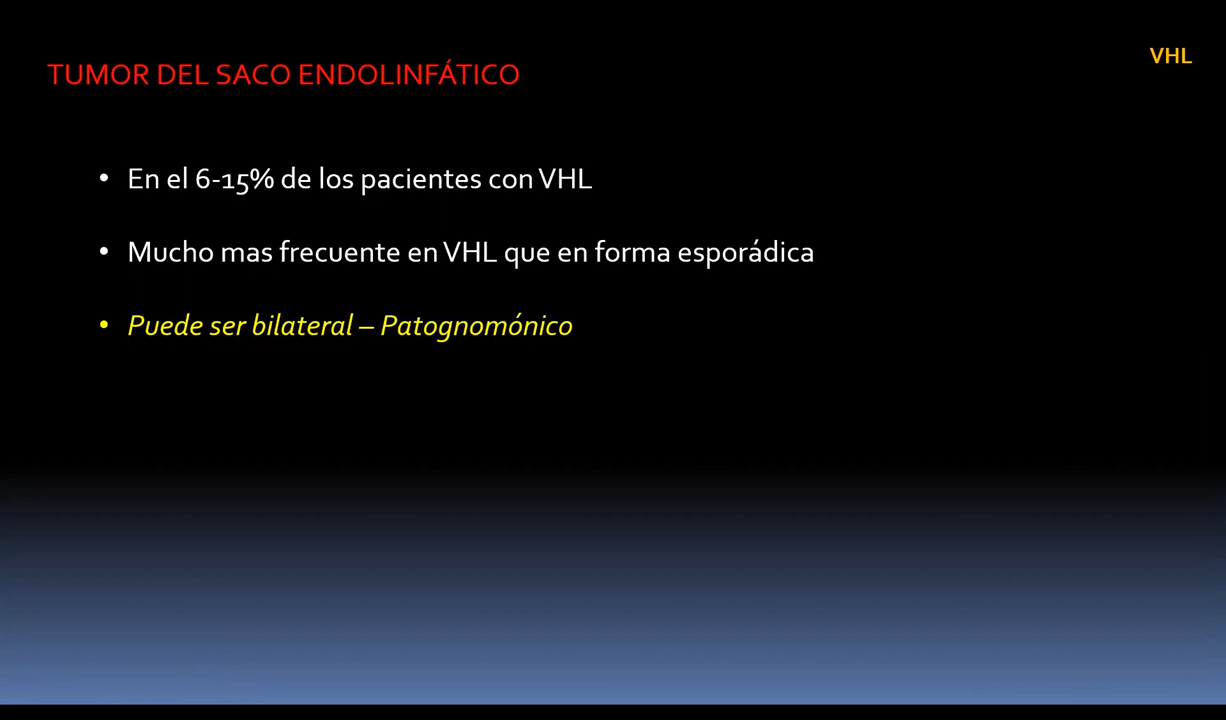 VHL
TUMOR DEL SACO ENDOLINFÁTICO
• En el 6-15% de los pacientes con VHL
• Mucho mas frecuente en VHL que en forma esporádica
• Puede ser bilateral – Patognomónico